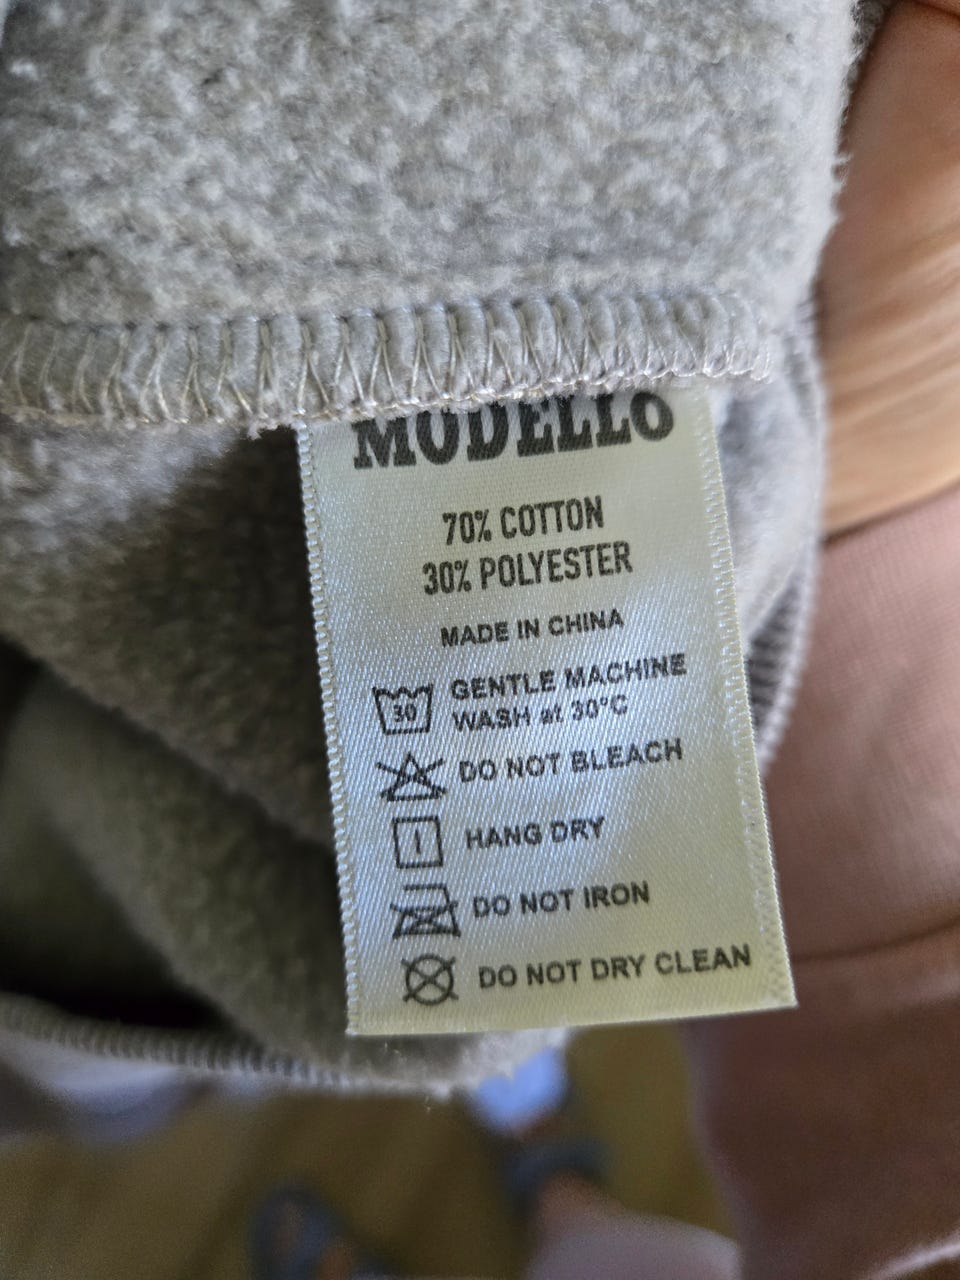 MODELLO
70% COTTON
30% POLYESTER
MADE IN CHINA
30 GENTLE MACHINE
WASH at 30°C
DO NOT BLEACH
HANG DRY
DO NOT IRON
DO NOT DRY CLEAN